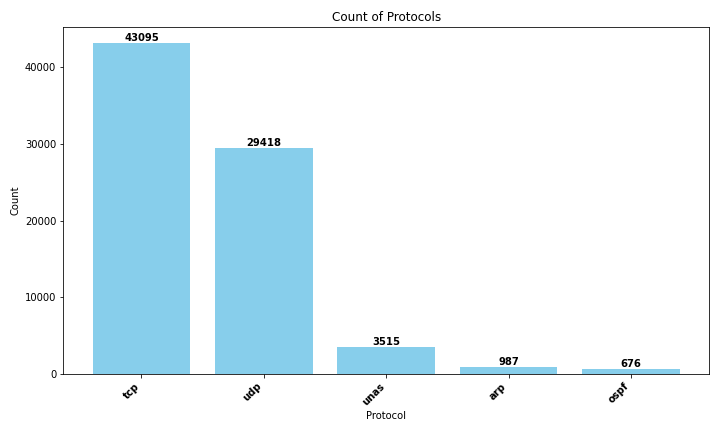 Count of Protocols
43095
29418
3515
987
676
40000
30000
20000
10000
0
Count
tcp
udp
unas
arp
ospf
Protocol